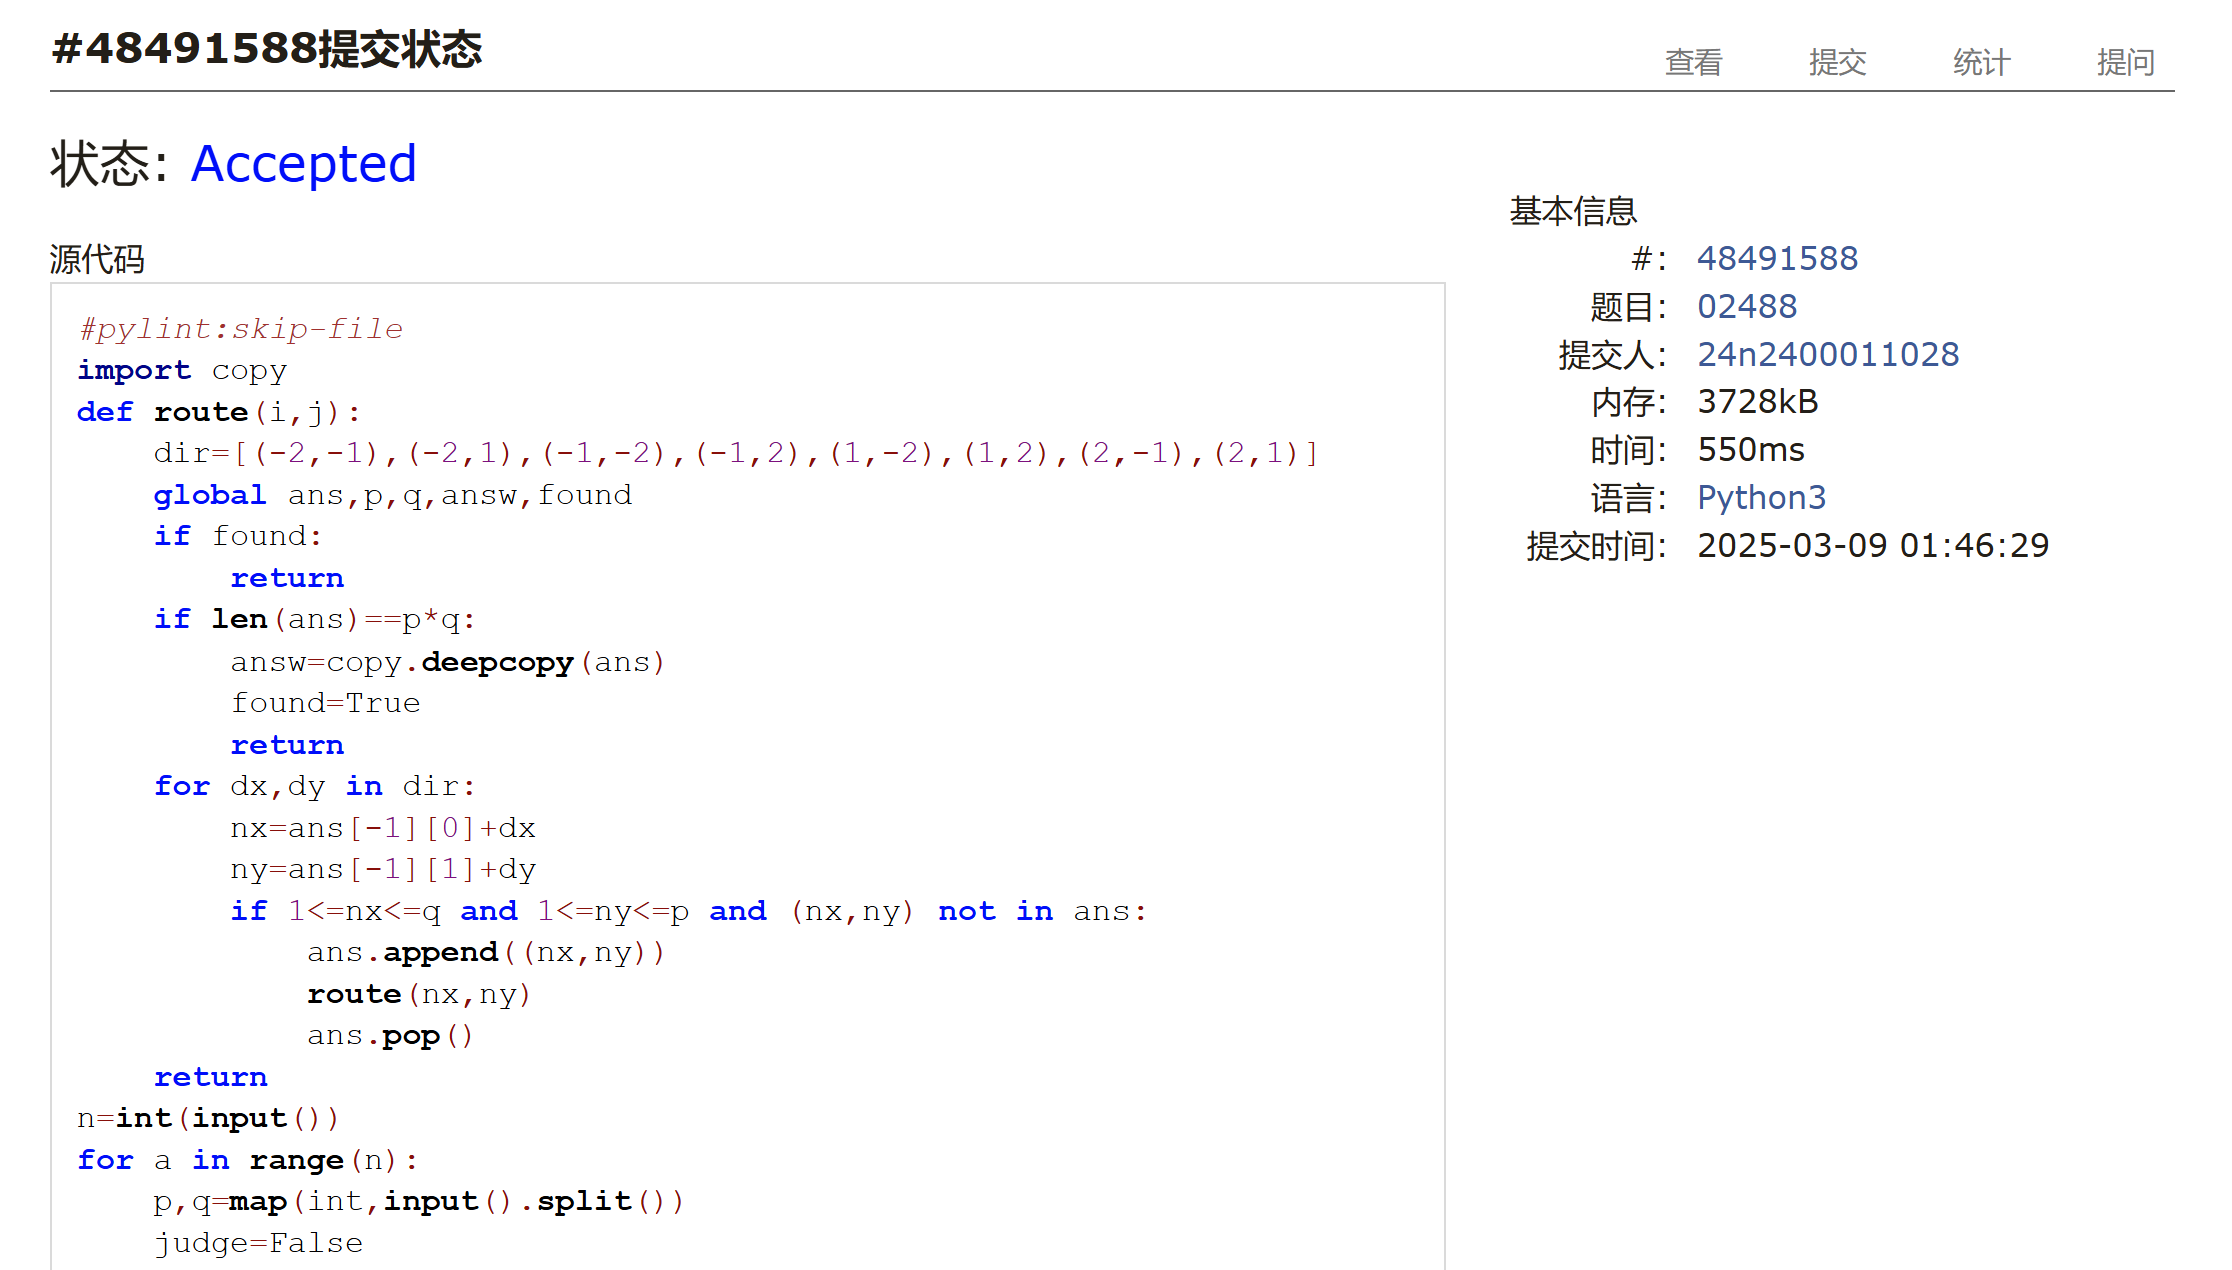 #48491588提交状态
查看 提交 统计 提问
状态: Accepted
源代码
#pylint:skip-file
import copy
def route(i,j):
    dir=[(-2,-1),(-2,1),(-1,-2),(-1,2),(1,-2),(1,2),(2,-1),(2,1)]
    global ans,p,q,answ,found
    if found:
        return
    if len(ans)==p*q:
        answ=copy.deepcopy(ans)
        found=True
        return
    for dx,dy in dir:
        nx=ans[-1][0]+dx
        ny=ans[-1][1]+dy
        if 1<=nx<=q and 1<=ny<=p and (nx,ny) not in ans:
            ans.append((nx,ny))
            route(nx,ny)
            ans.pop()
    return
n=int(input())
for a in range(n):
    p,q=map(int,input().split())
    judge=False
基本信息
#: 48491588
题目: 02488
提交人: 24n2400011028
内存: 3728kB
时间: 550ms
语言: Python3
提交时间: 2025-03-09 01:46:29